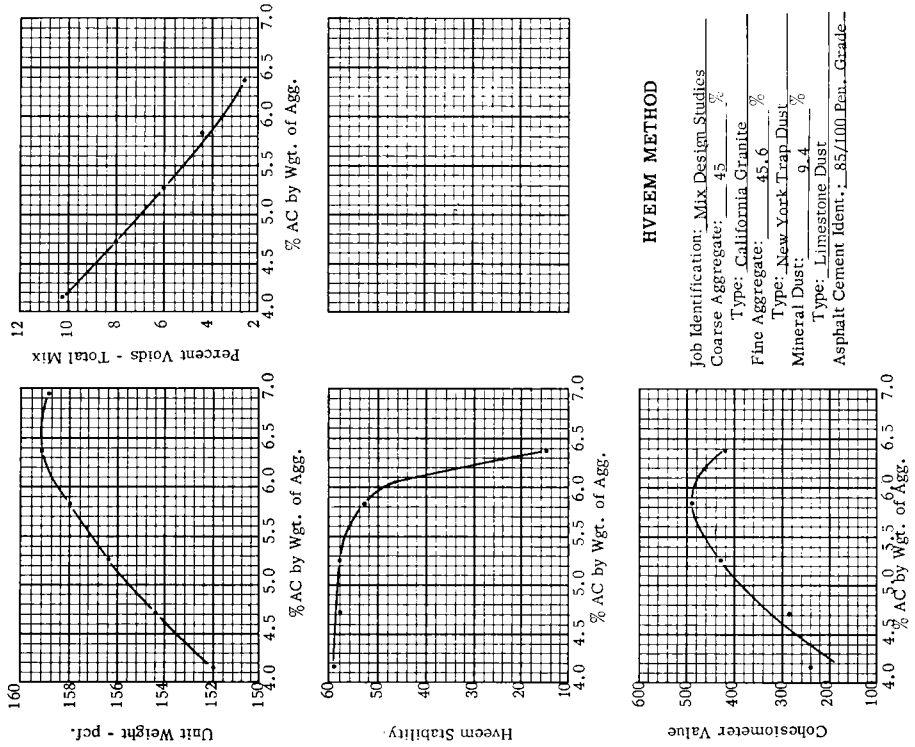 160
158
156
154
152
150
Unit Weight - pcf.
4.0 4.5 5.0 5.5 6.0 6.5 7.0
% AC by Wgt. of Agg.
12
10
8
6
4
2
Percent Voids - Total Mix
4.0 4.5 5.0 5.5 6.0 6.5 7.0
% AC by Wgt. of Agg.
60
50
40
30
20
10
Hveem Stability
4.0 4.5 5.0 5.5 6.0 6.5 7.0
% AC by Wgt. of Agg.
600
500
400
300
200
100
Cohesiometer Value
4.0 4.5 5.0 5.5 6.0 6.5 7.0
% AC by Wgt. of Agg.
HVEEM METHOD
Job Identification: Mix Design Studies
Coarse Aggregate: 45 %
Type: California Granite
Fine Aggregate: 45.6 %
Type: New York Trap Dust
Mineral Dust: 9.4 %
Type: Limestone Dust
Asphalt Cement Ident.: 85/100 Pen. Grade